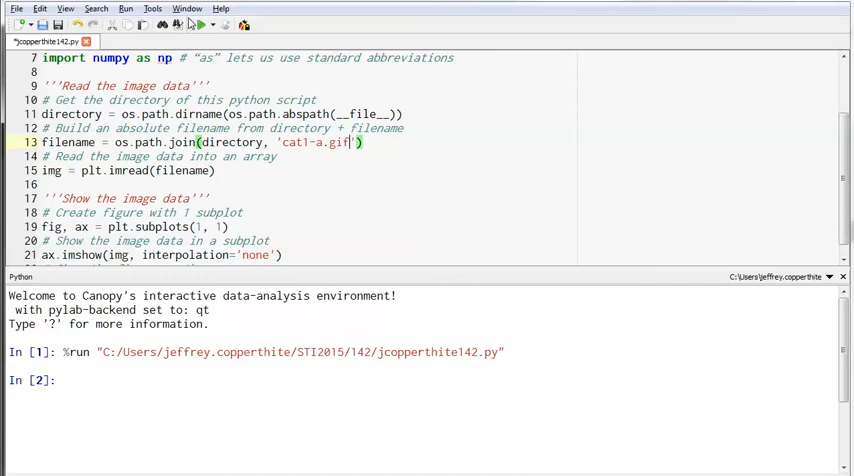 File Edit View Search Run Tools Window Help
*jcopperthite142.py
7 import numpy as np # “as” lets us use standard abbreviations
8
9 '''Read the image data'''
10 # Get the directory of this python script
11 directory = os.path.dirname(os.path.abspath(__file__))
12 # Build an absolute filename from directory + filename
13 filename = os.path.join(directory, 'cat1-a.gif')
14 # Read the image data into an array
15 img = plt.imread(filename)
16
17 '''Show the image data'''
18 # Create figure with 1 subplot
19 fig, ax = plt.subplots(1, 1)
20 # Show the image data in a subplot
21 ax.imshow(img, interpolation='none')
Python C:\Users\jeffrey.copperthite
Welcome to Canopy's interactive data-analysis environment!
with pylab-backend set to: qt
Type '?' for more information.
In [1]: %run "C:/Users/jeffrey.copperthite/STI2015/142/jcopperthite142.py"
In [2]: